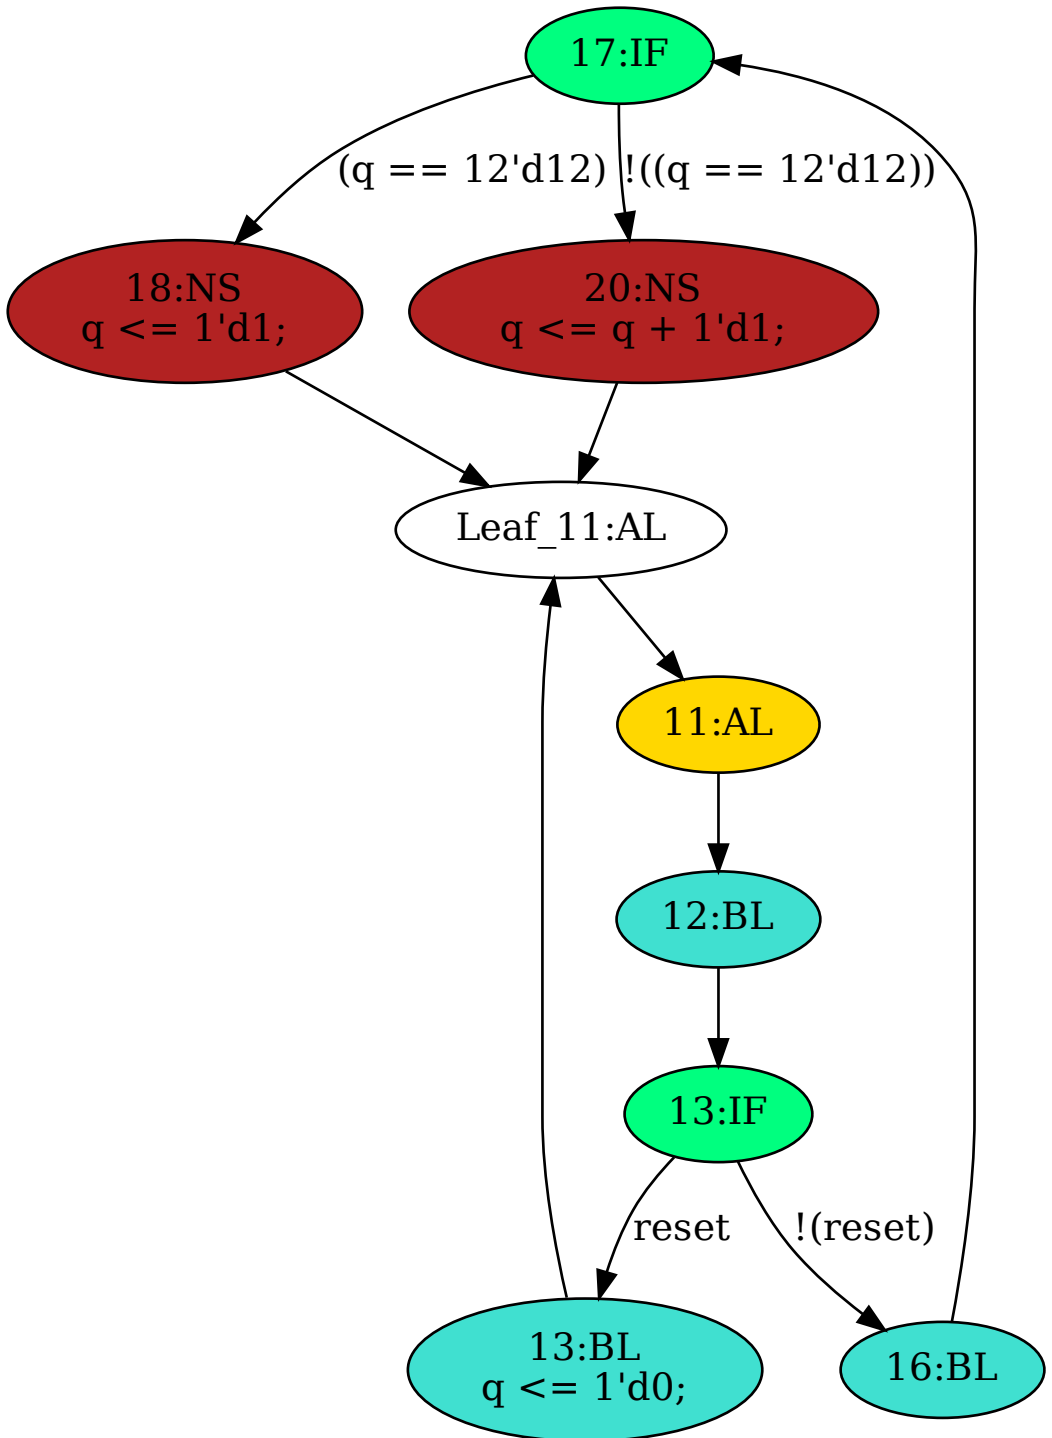 17:IF
(q == 12'd12)
!((q == 12'd12))
18:NS
q <= 1'd1;
20:NS
q <= q + 1'd1;
Leaf_11:AL
11:AL
12:BL
13:IF
reset
!(reset)
13:BL
q <= 1'd0;
16:BL